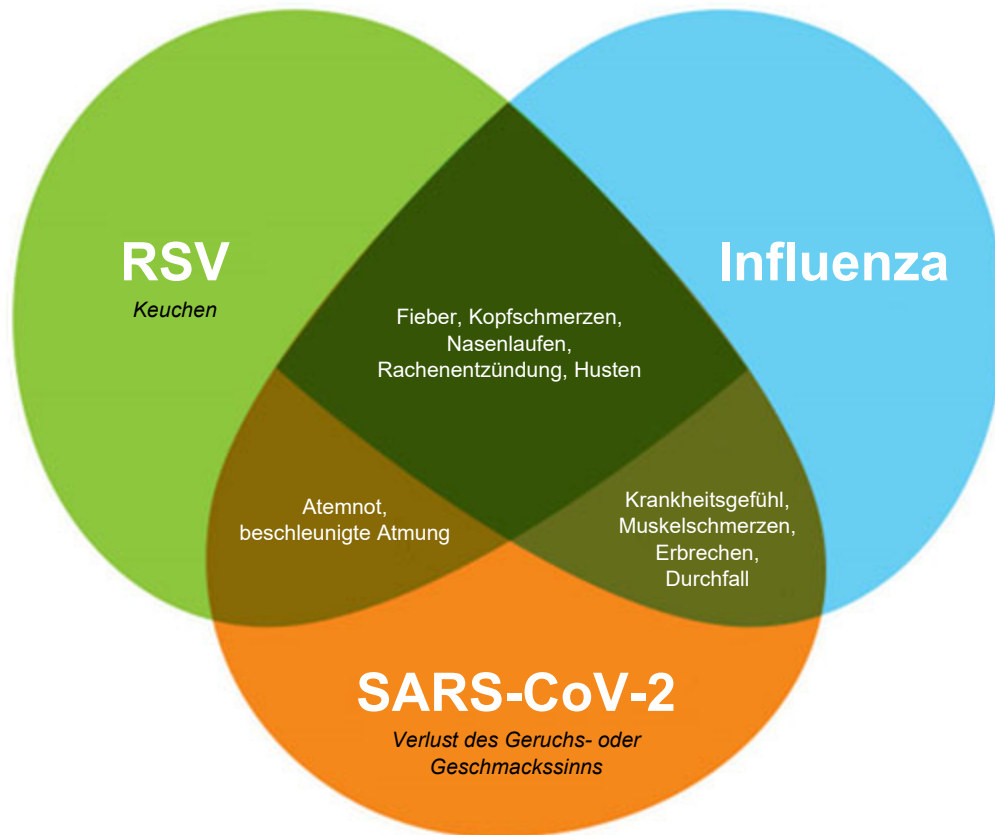 RSV
Keuchen
Influenza
Fieber, Kopfschmerzen,
Nasenlaufen,
Rachenentzündung, Husten
Atemnot,
beschleunigte Atmung
Krankheitsgefühl,
Muskelschmerzen,
Erbrechen,
Durchfall
SARS-CoV-2
Verlust des Geruchs- oder
Geschmackssinns